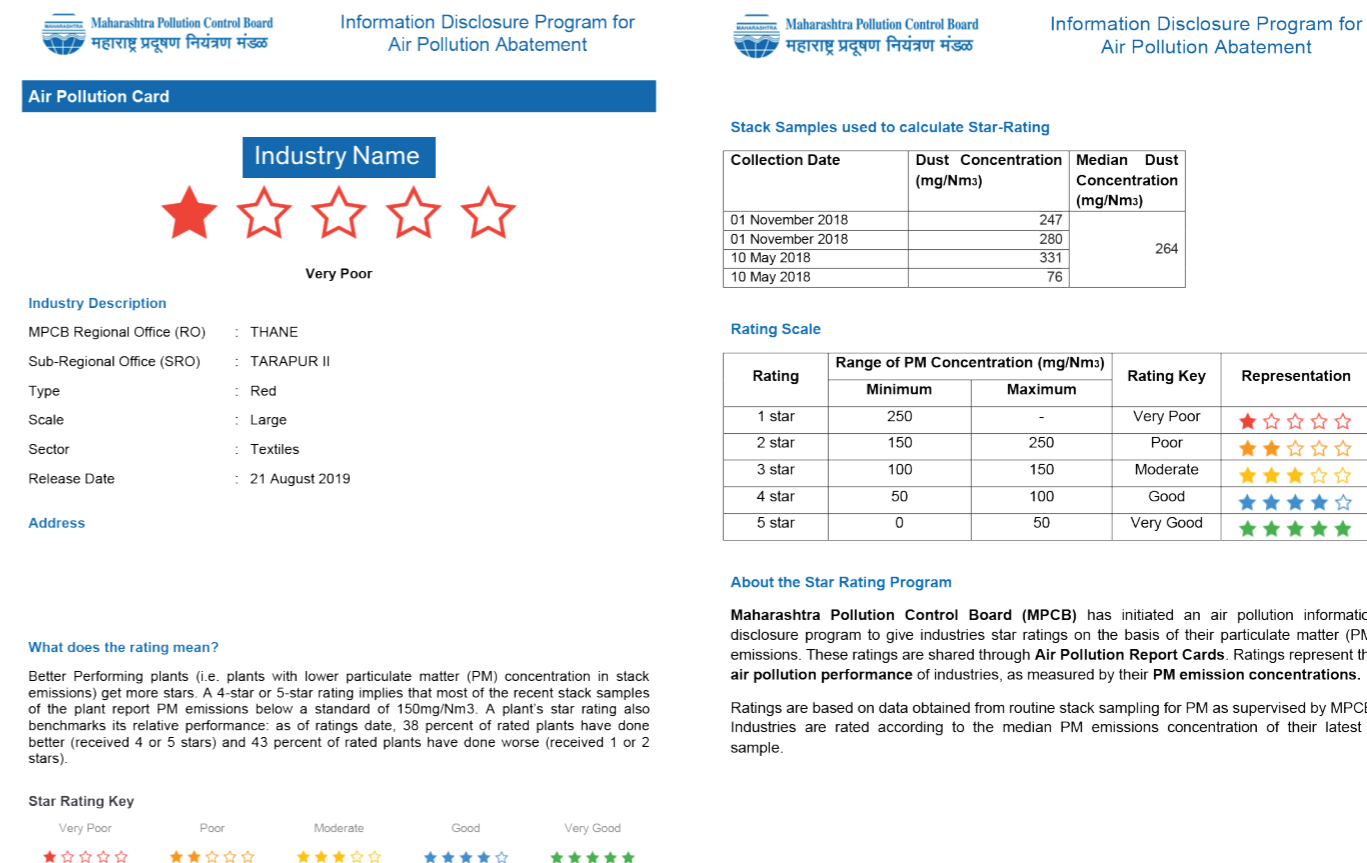 MAHARASHTRA
Maharashtra Pollution Control Board
महाराष्ट्र प्रदूषण नियंत्रण मंडळ
Information Disclosure Program for
Air Pollution Abatement
Air Pollution Card
Industry Name
Very Poor
Industry Description
MPCB Regional Office (RO) : THANE
Sub-Regional Office (SRO) : TARAPUR II
Type : Red
Scale : Large
Sector : Textiles
Release Date : 21 August 2019
Address
What does the rating mean?
Better Performing plants (i.e. plants with lower particulate matter (PM) concentration in stack
emissions) get more stars. A 4-star or 5-star rating implies that most of the recent stack samples
of the plant report PM emissions below a standard of 150mg/Nm3. A plant's star rating also
benchmarks its relative performance: as of ratings date, 38 percent of rated plants have done
better (received 4 or 5 stars) and 43 percent of rated plants have done worse (received 1 or 2
stars).
Star Rating Key
Very Poor Poor Moderate Good Very Good
MAHARASHTRA
Maharashtra Pollution Control Board
महाराष्ट्र प्रदूषण नियंत्रण मंडळ
Information Disclosure Program for
Air Pollution Abatement
Stack Samples used to calculate Star-Rating
Collection Date Dust Concentration (mg/Nm3) Median Dust Concentration (mg/Nm3)
01 November 2018 247
01 November 2018 280
264
10 May 2018 331
10 May 2018 76
Rating Scale
Rating Range of PM Concentration (mg/Nm3) Rating Key Representation
Minimum Maximum
1 star 250 - Very Poor
2 star 150 250 Poor
3 star 100 150 Moderate
4 star 50 100 Good
5 star 0 50 Very Good
About the Star Rating Program
Maharashtra Pollution Control Board (MPCB) has initiated an air pollution informatio
disclosure program to give industries star ratings on the basis of their particulate matter (PM
emissions. These ratings are shared through Air Pollution Report Cards. Ratings represent th
air pollution performance of industries, as measured by their PM emission concentrations.
Ratings are based on data obtained from routine stack sampling for PM as supervised by MPCB
Industries are rated according to the median PM emissions concentration of their latest
sample.